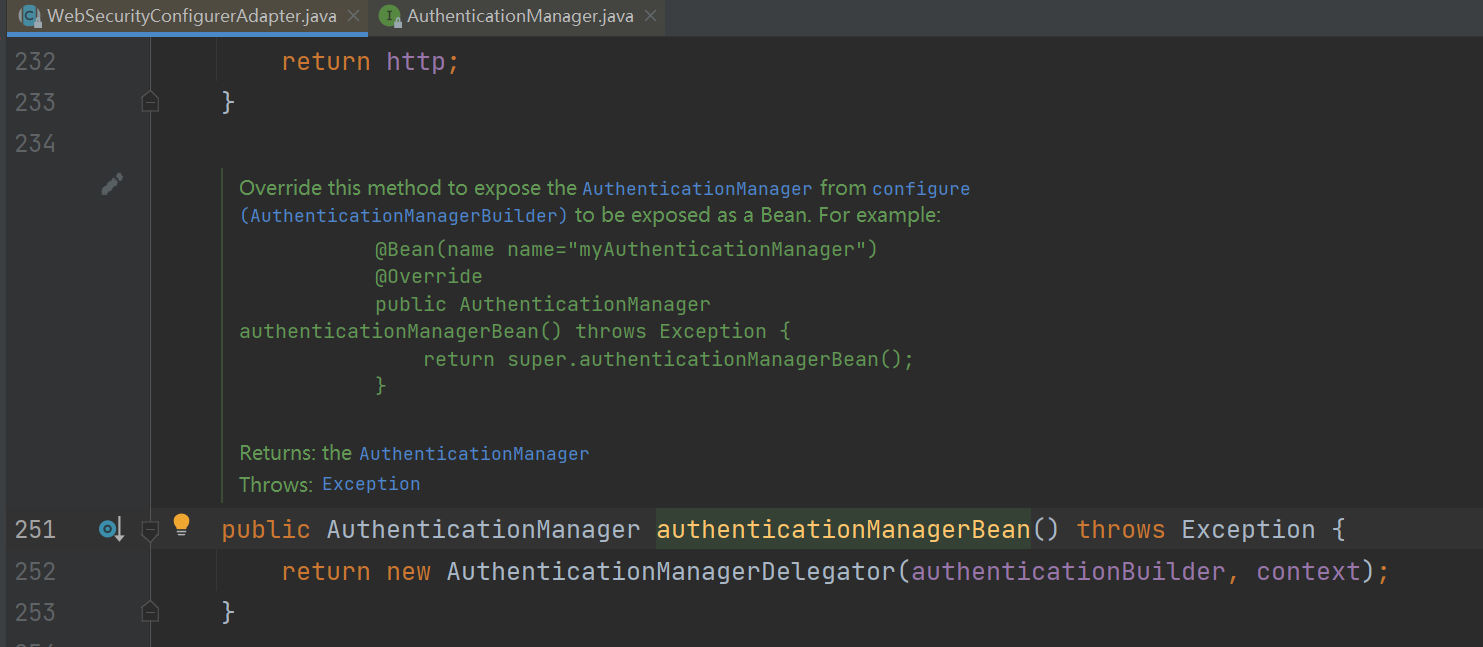 WebSecurityConfigurerAdapter.java AuthenticationManager.java
232 return http;
233 }
234
Override this method to expose the AuthenticationManager from configure
(AuthenticationManagerBuilder) to be exposed as a Bean. For example:
@Bean(name name="myAuthenticationManager")
@Override
public AuthenticationManager
authenticationManagerBean() throws Exception {
return super.authenticationManagerBean();
}
Returns: the AuthenticationManager
Throws: Exception
251 public AuthenticationManager authenticationManagerBean() throws Exception {
252 return new AuthenticationManagerDelegator(authenticationBuilder, context);
253 }